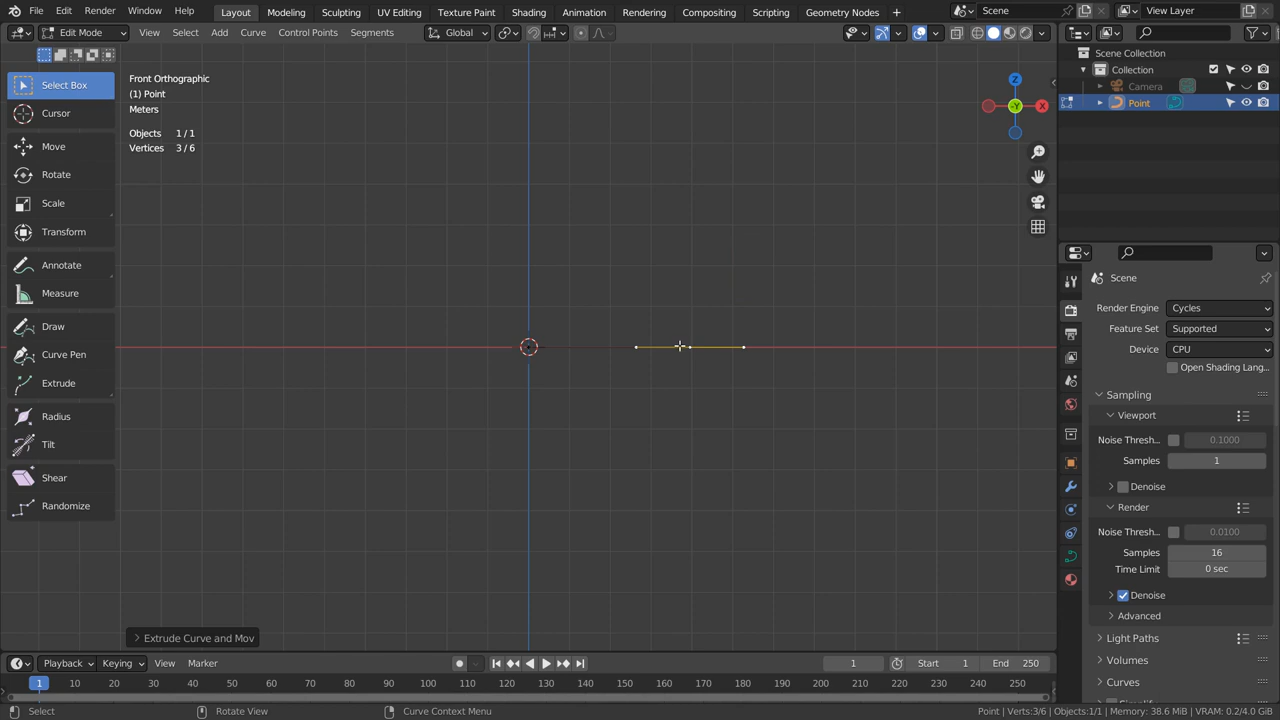 File Edit Render Window Help Layout Modeling Sculpting UV Editing Texture Paint Shading Animation Rendering Compositing Scripting Geometry Nodes + Scene View Layer
Edit Mode View Select Add Curve Control Points Segments Global
Select Box
Cursor
Move
Rotate
Scale
Transform
Annotate
Measure
Draw
Curve Pen
Extrude
Radius
Tilt
Shear
Randomize
Front Orthographic
(1) Point
Meters
Objects 1 / 1
Vertices 3 / 6
Z
-Y
X
Extrude Curve and Mov
Scene Collection
Collection
Camera
Point
Scene
Render Engine Cycles
Feature Set Supported
Device CPU
Open Shading Lang...
Sampling
Viewport
Noise Thresh... 0.1000
Samples 1
Denoise
Render
Noise Thresh... 0.0100
Samples 16
Time Limit 0 sec
Denoise
Advanced
Light Paths
Volumes
Curves
Playback Keying View Marker 1 Start 1 End 250
1 10 20 30 40 50 60 70 80 90 100 110 120 130 140 150 160 170 180 190 200 210 220 230 240 250
Select Rotate View Curve Context Menu Point | Verts:3/6 | Objects:1/1 | Memory: 38.6 MiB | VRAM: 0.2/4.0 GiB